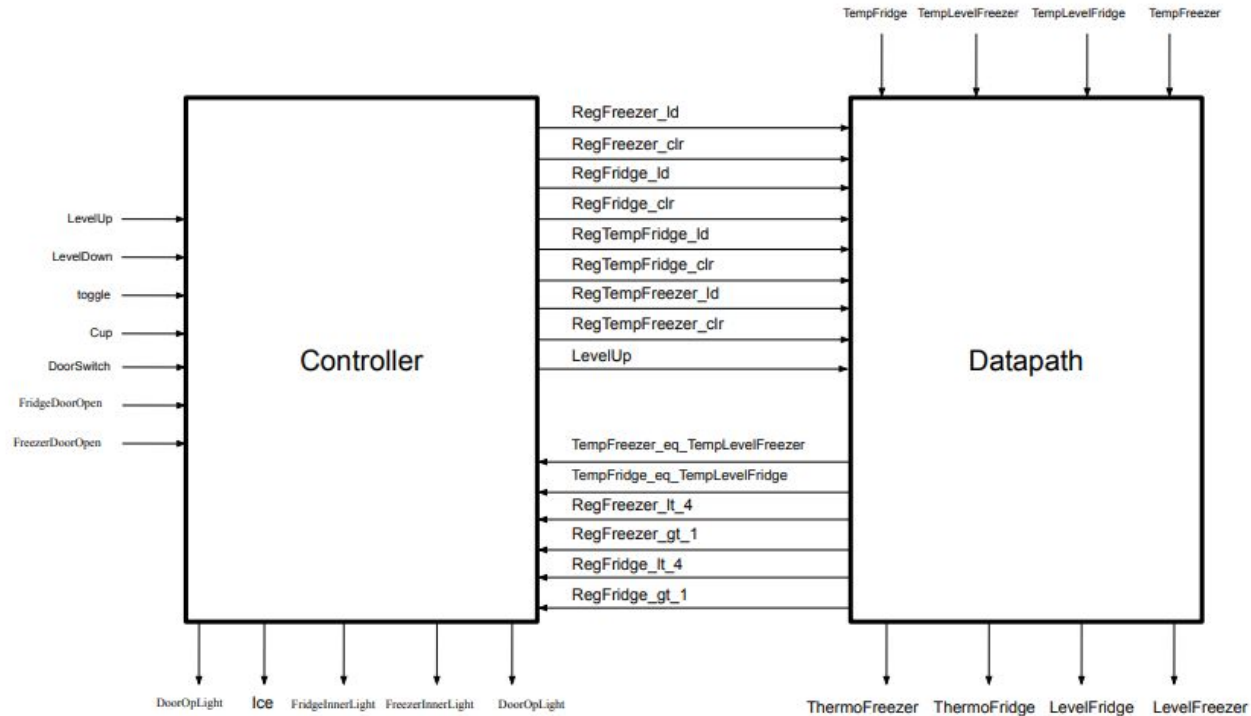 TempFridge TempLevelFreezer TempLevelFridge TempFreezer
RegFreezer_ld
RegFreezer_clr
RegFridge_ld
RegFridge_clr
RegTempFridge_ld
RegTempFridge_clr
RegTempFreezer_ld
RegTempFreezer_clr
LevelUp
LevelUp
LevelDown
toggle
Cup
DoorSwitch
FridgeDoorOpen
FreezerDoorOpen
Controller
Datapath
TempFreezer_eq_TempLevelFreezer
TempFridge_eq_TempLevelFridge
RegFreezer_lt_4
RegFreezer_gt_1
RegFridge_lt_4
RegFridge_gt_1
DoorOpLight Ice FridgeInnerLight FreezerInnerLight DoorOpLight
ThermoFreezer ThermoFridge LevelFridge LevelFreezer